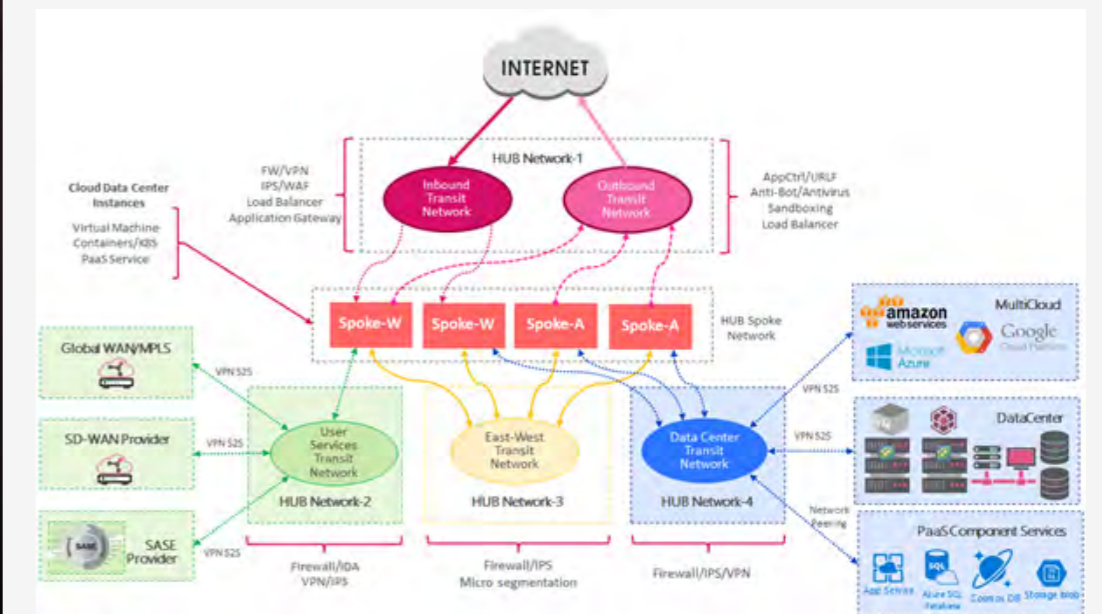 INTERNET
HUB Network-1
FW/VPN
IPS/WAF
Load Balancer
Application Gateway
Inbound
Transit
Network
Outbound
Transit
Network
AppCtrl/URLF
Anti-Bot/Antivirus
Sandboxing
Load Balancer
Cloud Data Center
Instances
Virtual Machine
Containers/K8S
PaaS Service
Spoke-W
Spoke-W
Spoke-A
Spoke-A
HUB Spoke
Network
Global WAN/MPLS
VPN S2S
SD-WAN Provider
VPN S2S
SASE
SASE
Provider
VPN S2S
User
Services
Transit
Network
HUB Network-2
Firewall/IDA
VPN/IPS
East-West
Transit
Network
HUB Network-3
Firewall/IPS
Micro segmentation
Data Center
Transit
Network
HUB Network-4
Firewall/IPS/VPN
VPN S2S
VPN S2S
Network
Peering
MultiCloud
amazon
web services
Google
Cloud Platform
Microsoft
Azure
DataCenter
PaaS Component Services
App Service
SQL
Azure SQL
Database
Cosmos DB
Storage blob